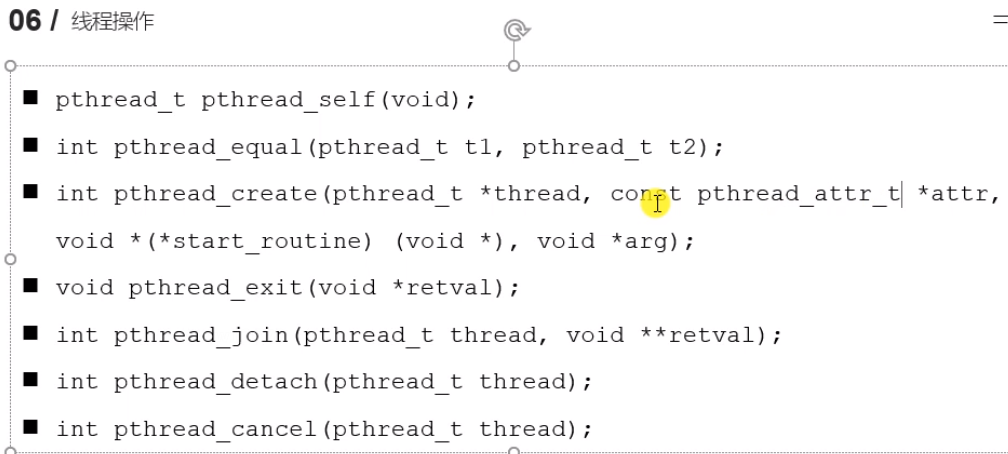 06 / 线程操作
pthread_t pthread_self(void);
int pthread_equal(pthread_t t1, pthread_t t2);
int pthread_create(pthread_t *thread, const pthread_attr_t *attr,
void *(*start_routine) (void *), void *arg);
void pthread_exit(void *retval);
int pthread_join(pthread_t thread, void **retval);
int pthread_detach(pthread_t thread);
int pthread_cancel(pthread_t thread);